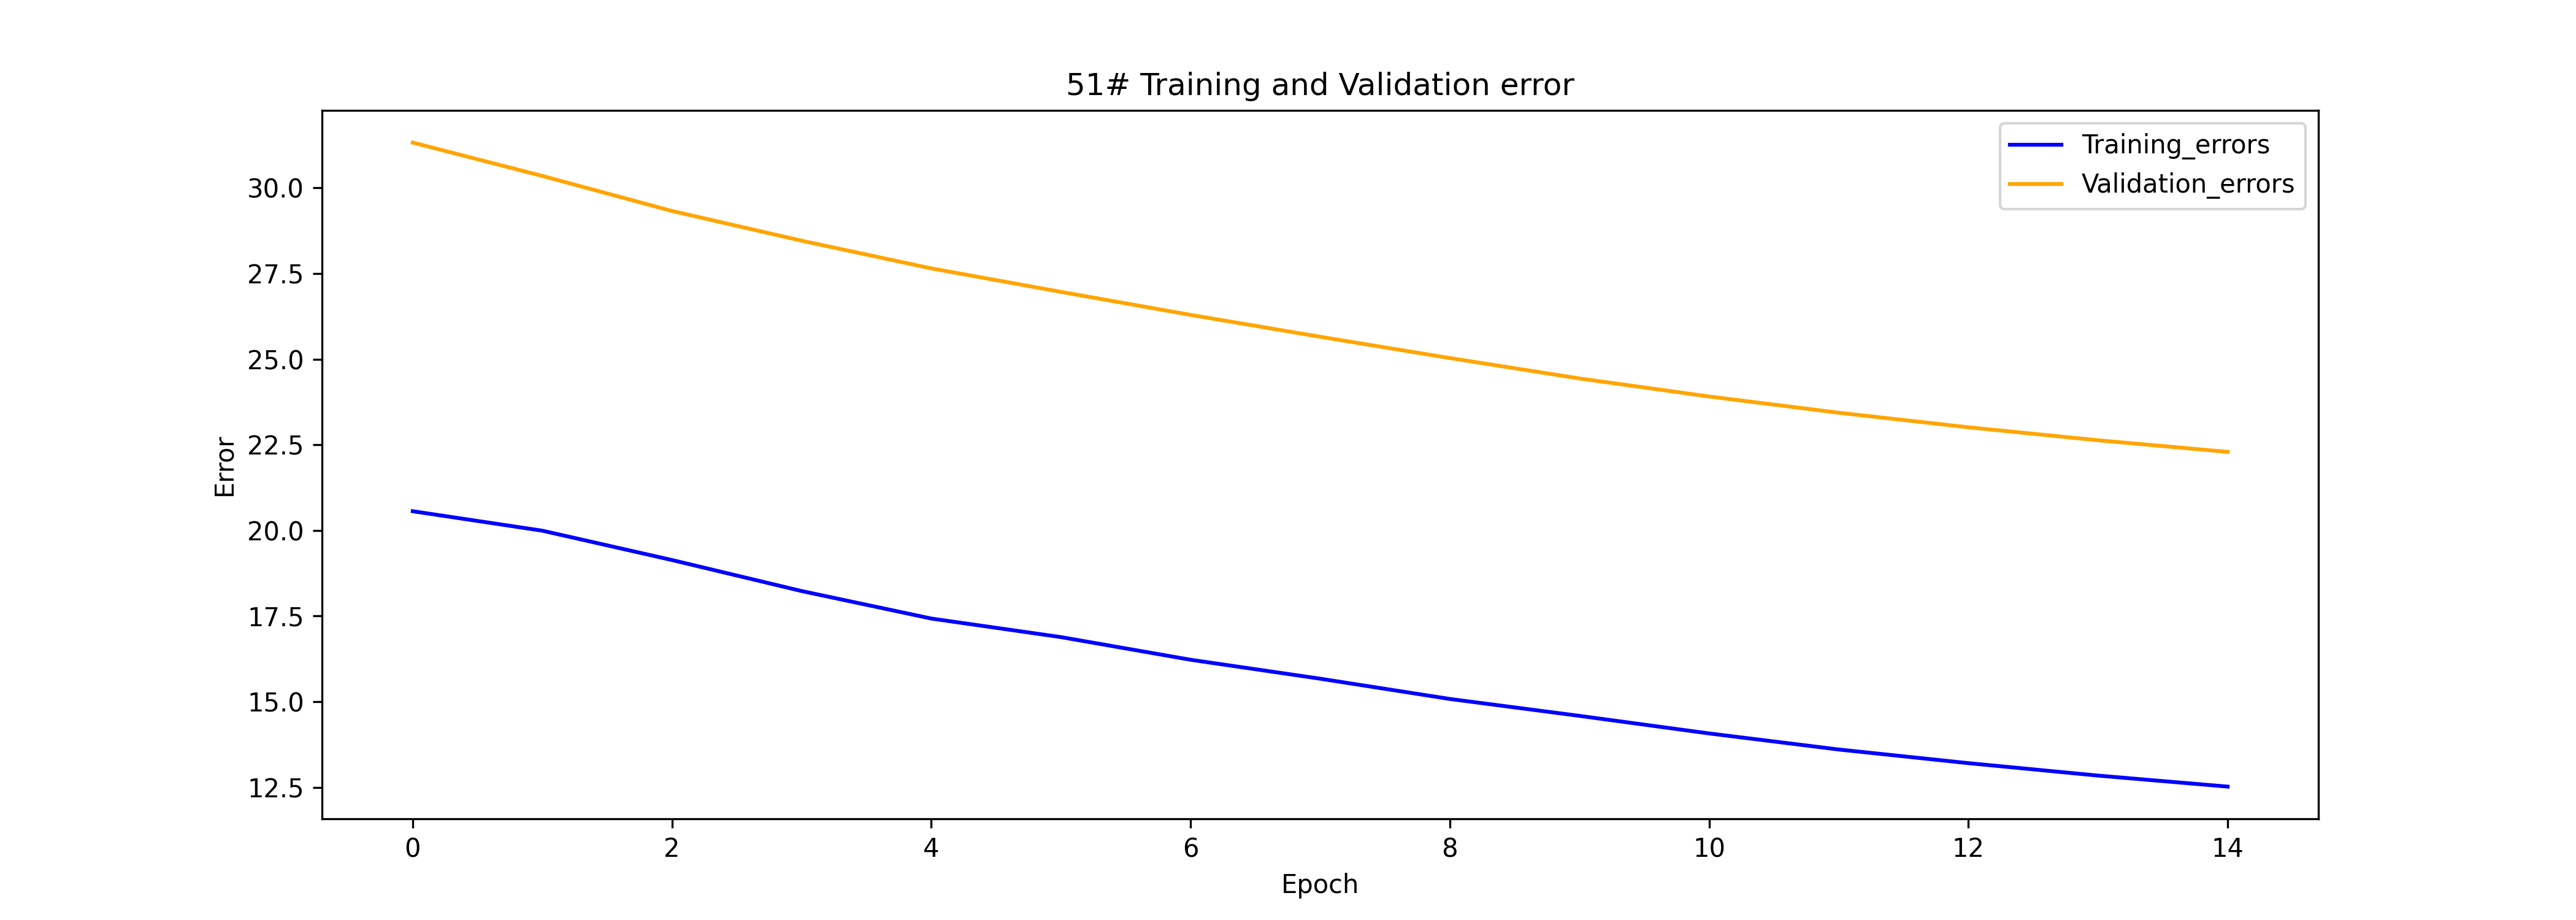 51# Training and Validation error
Training_errors
Validation_errors
30.0
27.5
25.0
22.5
20.0
17.5
15.0
12.5
Error
0 2 4 6 8 10 12 14
Epoch